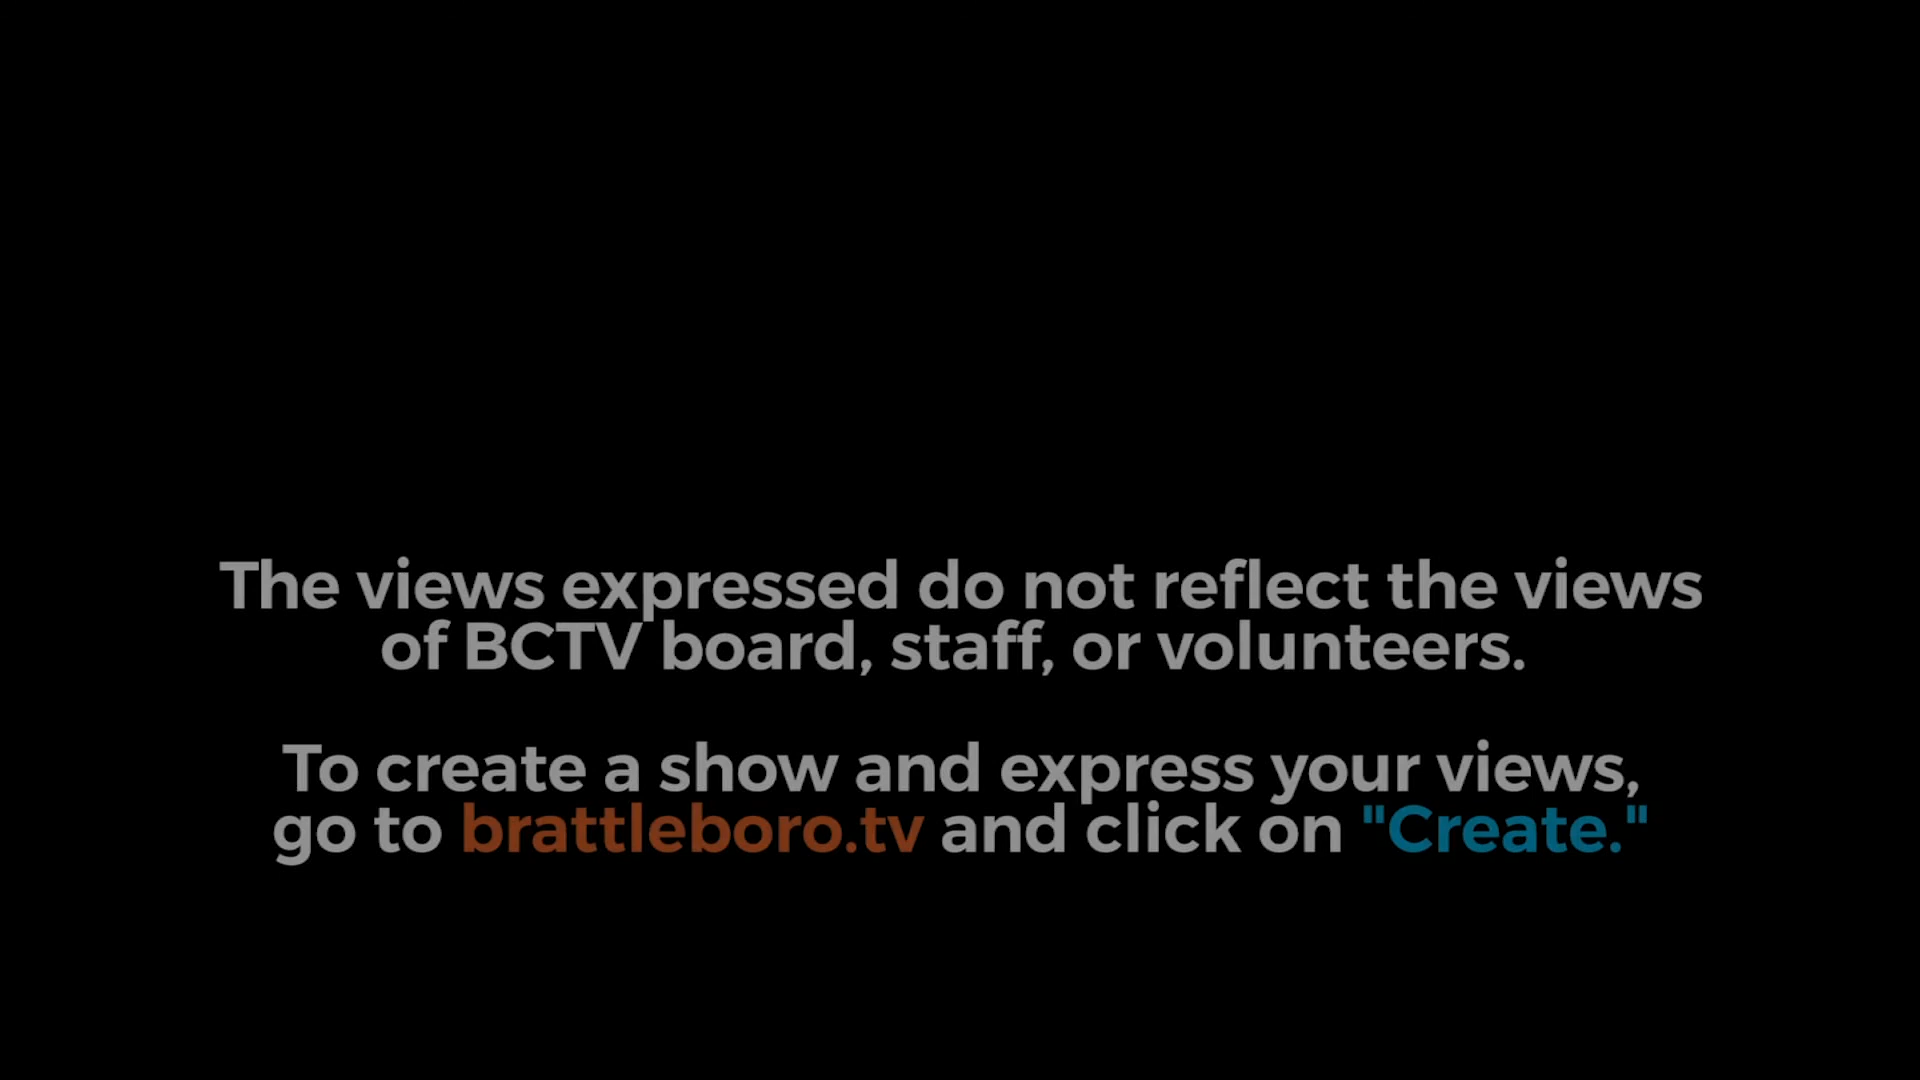 The views expressed do not reflect the views
of BCTV board, staff, or volunteers.
To create a show and express your views,
go to brattleboro.tv and click on "Create."